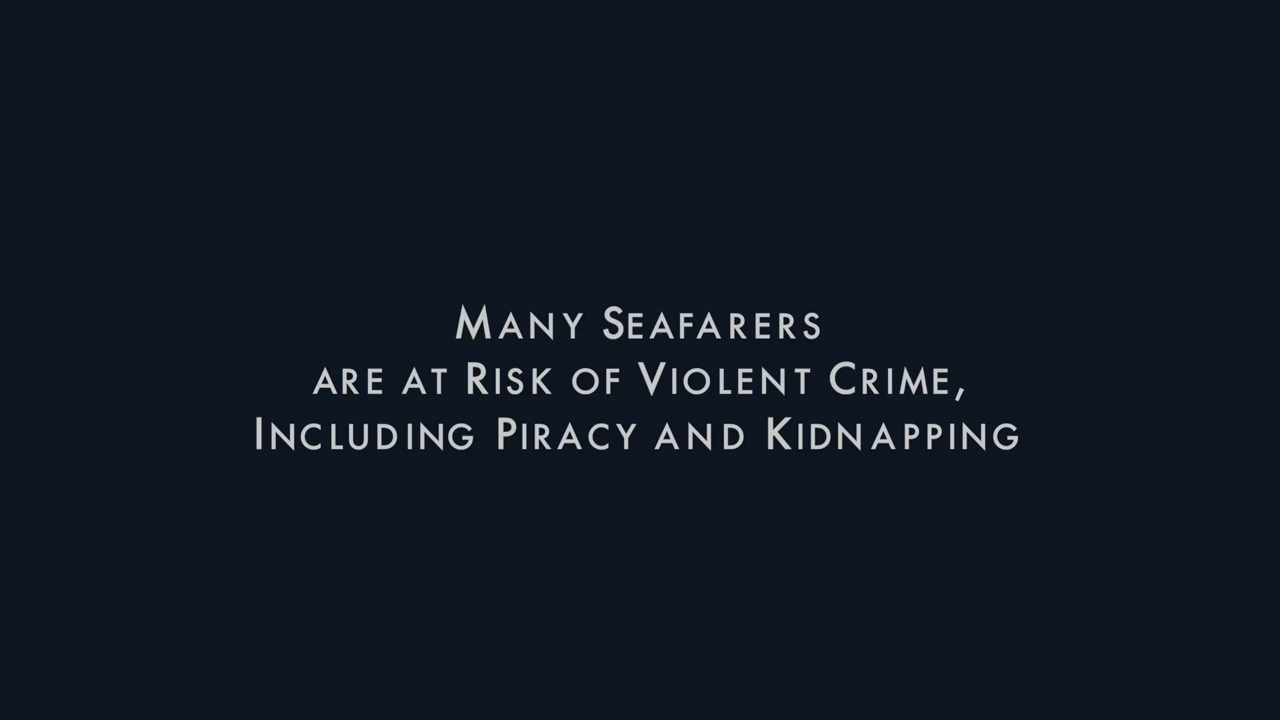 Many Seafarers
are at Risk of Violent Crime,
Including Piracy and Kidnapping